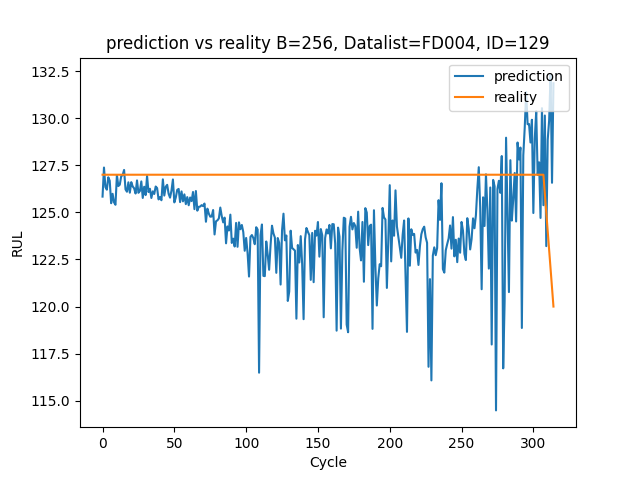 prediction vs reality B=256, Datalist=FD004, ID=129
prediction
reality
RUL
132.5
130.0
127.5
125.0
122.5
120.0
117.5
115.0
0 50 100 150 200 250 300
Cycle